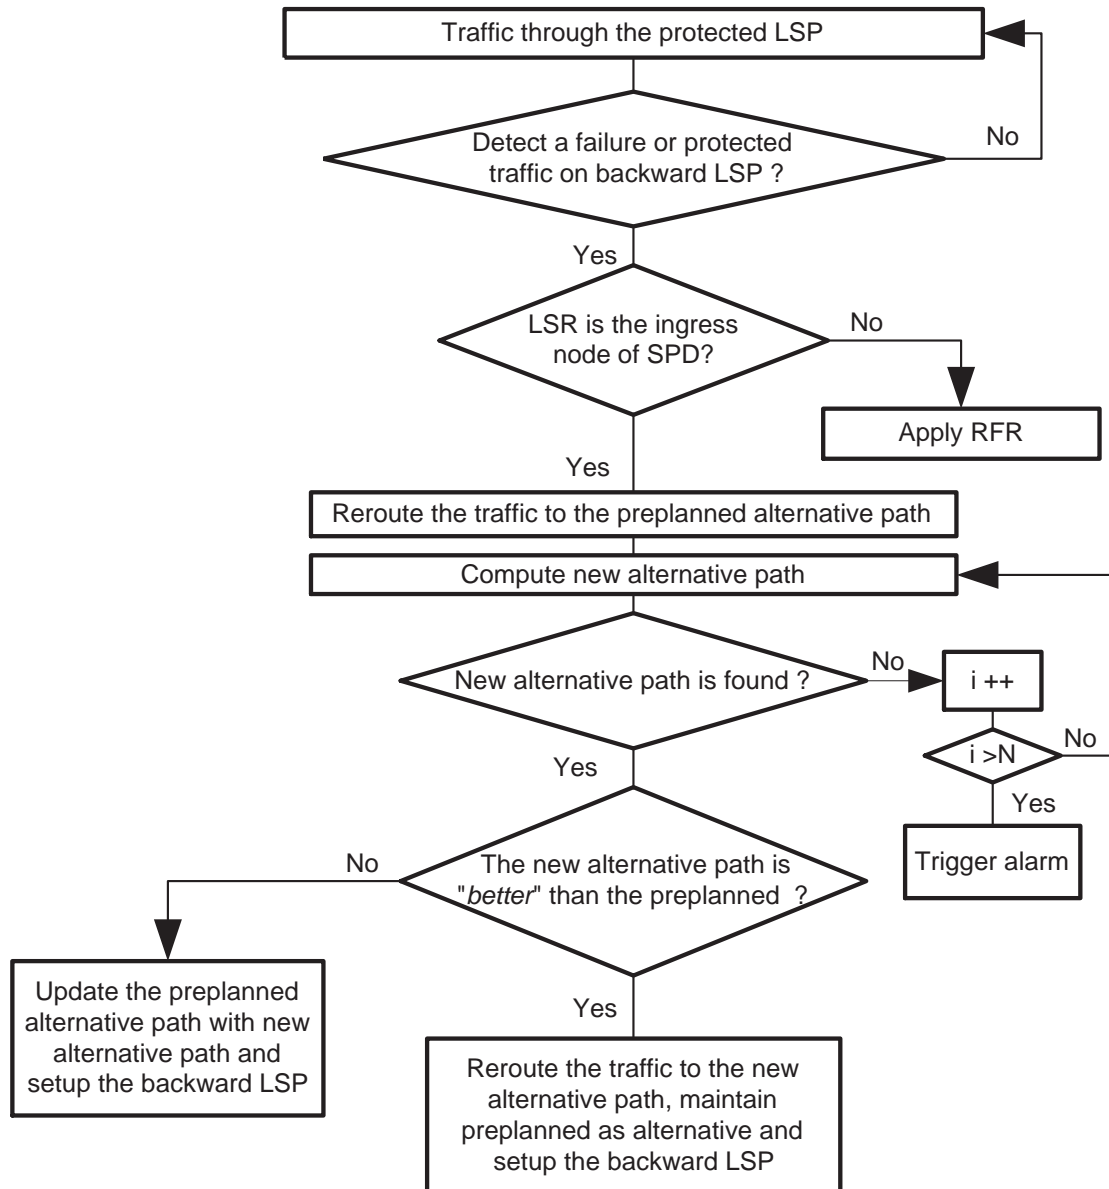 Traffic through the protected LSP
Detect a failure or protected
traffic on backward LSP ?
No
Yes
LSR is the ingress
node of SPD?
No
Apply RFR
Yes
Reroute the traffic to the preplanned alternative path
Compute new alternative path
New alternative path is found ?
No
i ++
i >N
No
Yes
Yes
Trigger alarm
The new alternative path is
"better" than the preplanned ?
No
Update the preplanned
alternative path with new
alternative path and
setup the backward LSP
Yes
Reroute the traffic to the new
alternative path, maintain
preplanned as alternative and
setup the backward LSP